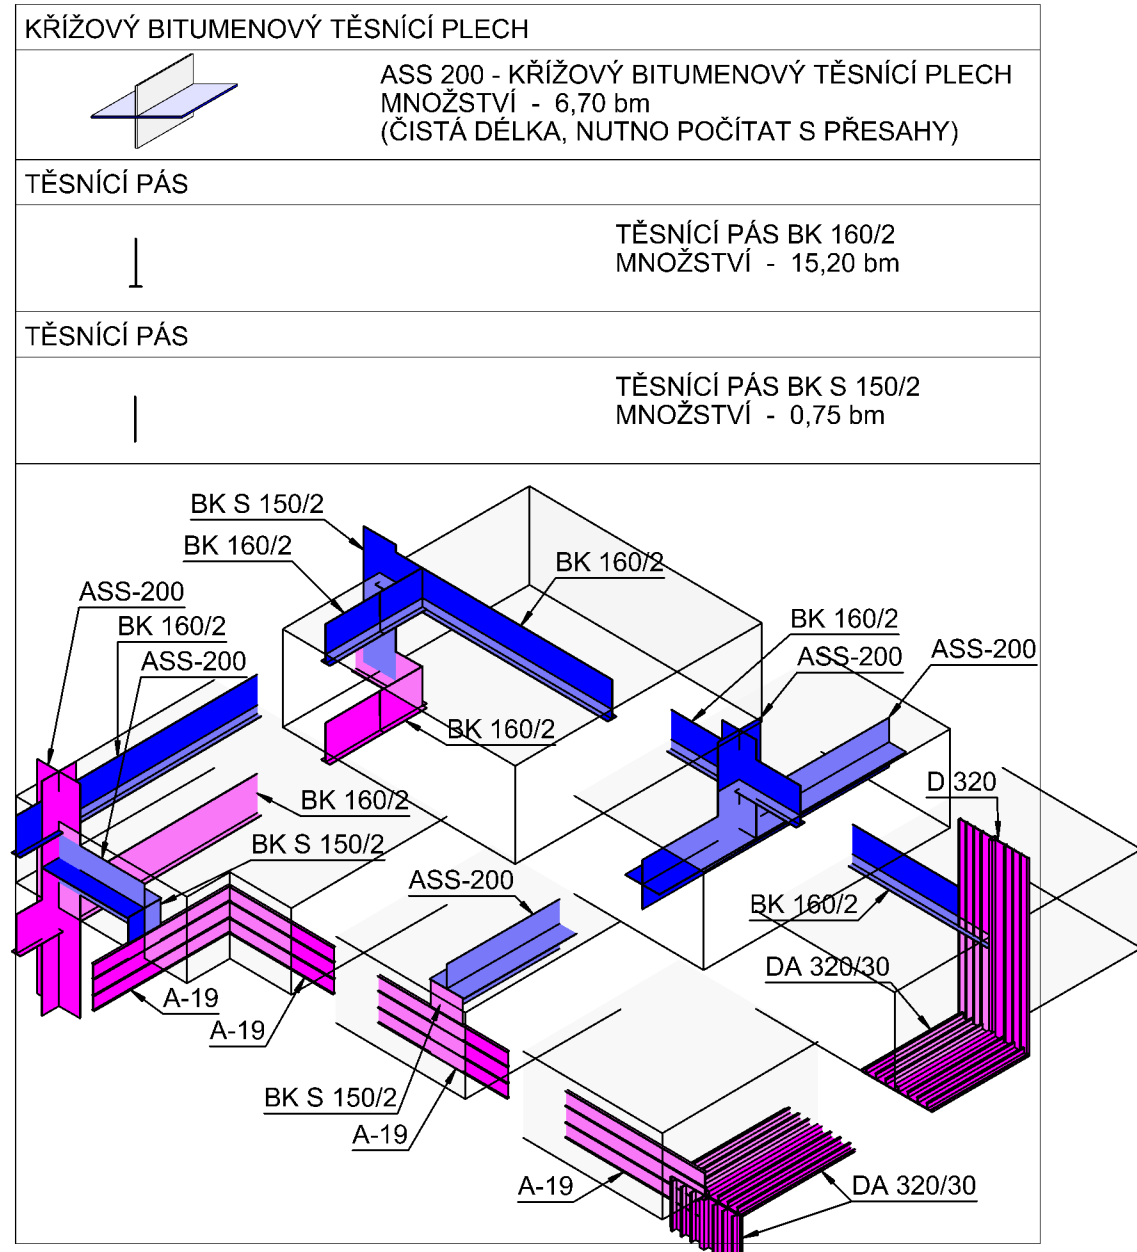 KŘÍŽOVÝ BITUMENOVÝ TĚSNÍCÍ PLECH
ASS 200 - KŘÍŽOVÝ BITUMENOVÝ TĚSNÍCÍ PLECH
MNOŽSTVÍ - 6,70 bm
(ČISTÁ DÉLKA, NUTNO POČÍTAT S PŘESAHY)
TĚSNÍCÍ PÁS
TĚSNÍCÍ PÁS BK 160/2
MNOŽSTVÍ - 15,20 bm
TĚSNÍCÍ PÁS
TĚSNÍCÍ PÁS BK S 150/2
MNOŽSTVÍ - 0,75 bm
BK S 150/2
BK 160/2
BK 160/2
ASS-200
BK 160/2
BK 160/2
ASS-200
ASS-200
ASS-200
BK 160/2
D 320
BK 160/2
BK S 150/2
ASS-200
BK 160/2
DA 320/30
A-19
A-19
BK S 150/2
A-19
A-19
DA 320/30